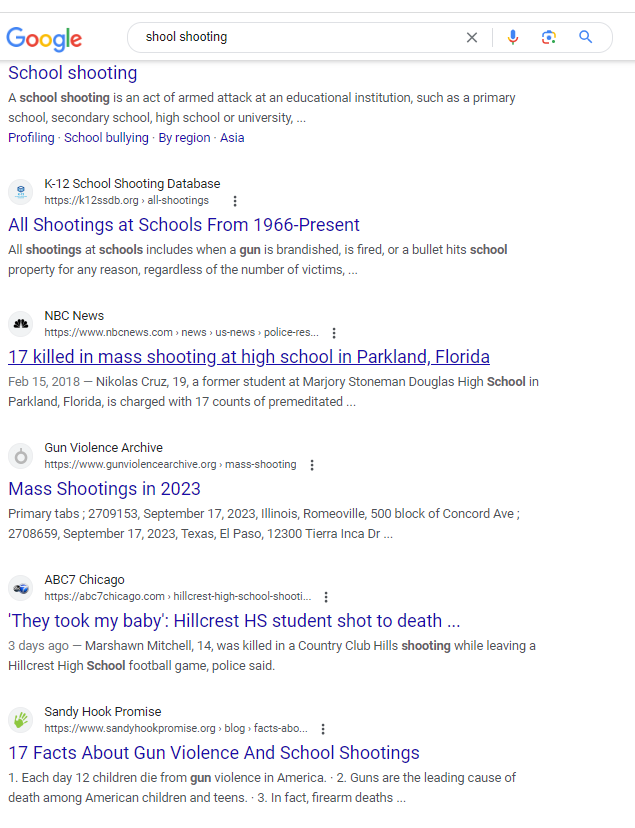 Google
shool shooting
School shooting
A school shooting is an act of armed attack at an educational institution, such as a primary
school, secondary school, high school or university, ...
Profiling · School bullying · By region · Asia
K-12 School Shooting Database
https://k12ssdb.org › all-shootings
All Shootings at Schools From 1966-Present
All shootings at schools includes when a gun is brandished, is fired, or a bullet hits school
property for any reason, regardless of the number of victims, ...
NBC News
https://www.nbcnews.com › news › us-news › police-res...
17 killed in mass shooting at high school in Parkland, Florida
Feb 15, 2018 — Nikolas Cruz, 19, a former student at Marjory Stoneman Douglas High School in
Parkland, Florida, is charged with 17 counts of premeditated ...
Gun Violence Archive
https://www.gunviolencearchive.org › mass-shooting
Mass Shootings in 2023
Primary tabs ; 2709153, September 17, 2023, Illinois, Romeoville, 500 block of Concord Ave ;
2708659, September 17, 2023, Texas, El Paso, 12300 Tierra Inca Dr ...
ABC7 Chicago
https://abc7chicago.com › hillcrest-high-school-shooti...
'They took my baby': Hillcrest HS student shot to death ...
3 days ago — Marshawn Mitchell, 14, was killed in a Country Club Hills shooting while leaving a
Hillcrest High School football game, police said.
Sandy Hook Promise
https://www.sandyhookpromise.org › blog › facts-abo...
17 Facts About Gun Violence And School Shootings
1. Each day 12 children die from gun violence in America. · 2. Guns are the leading cause of
death among American children and teens. · 3. In fact, firearm deaths ...